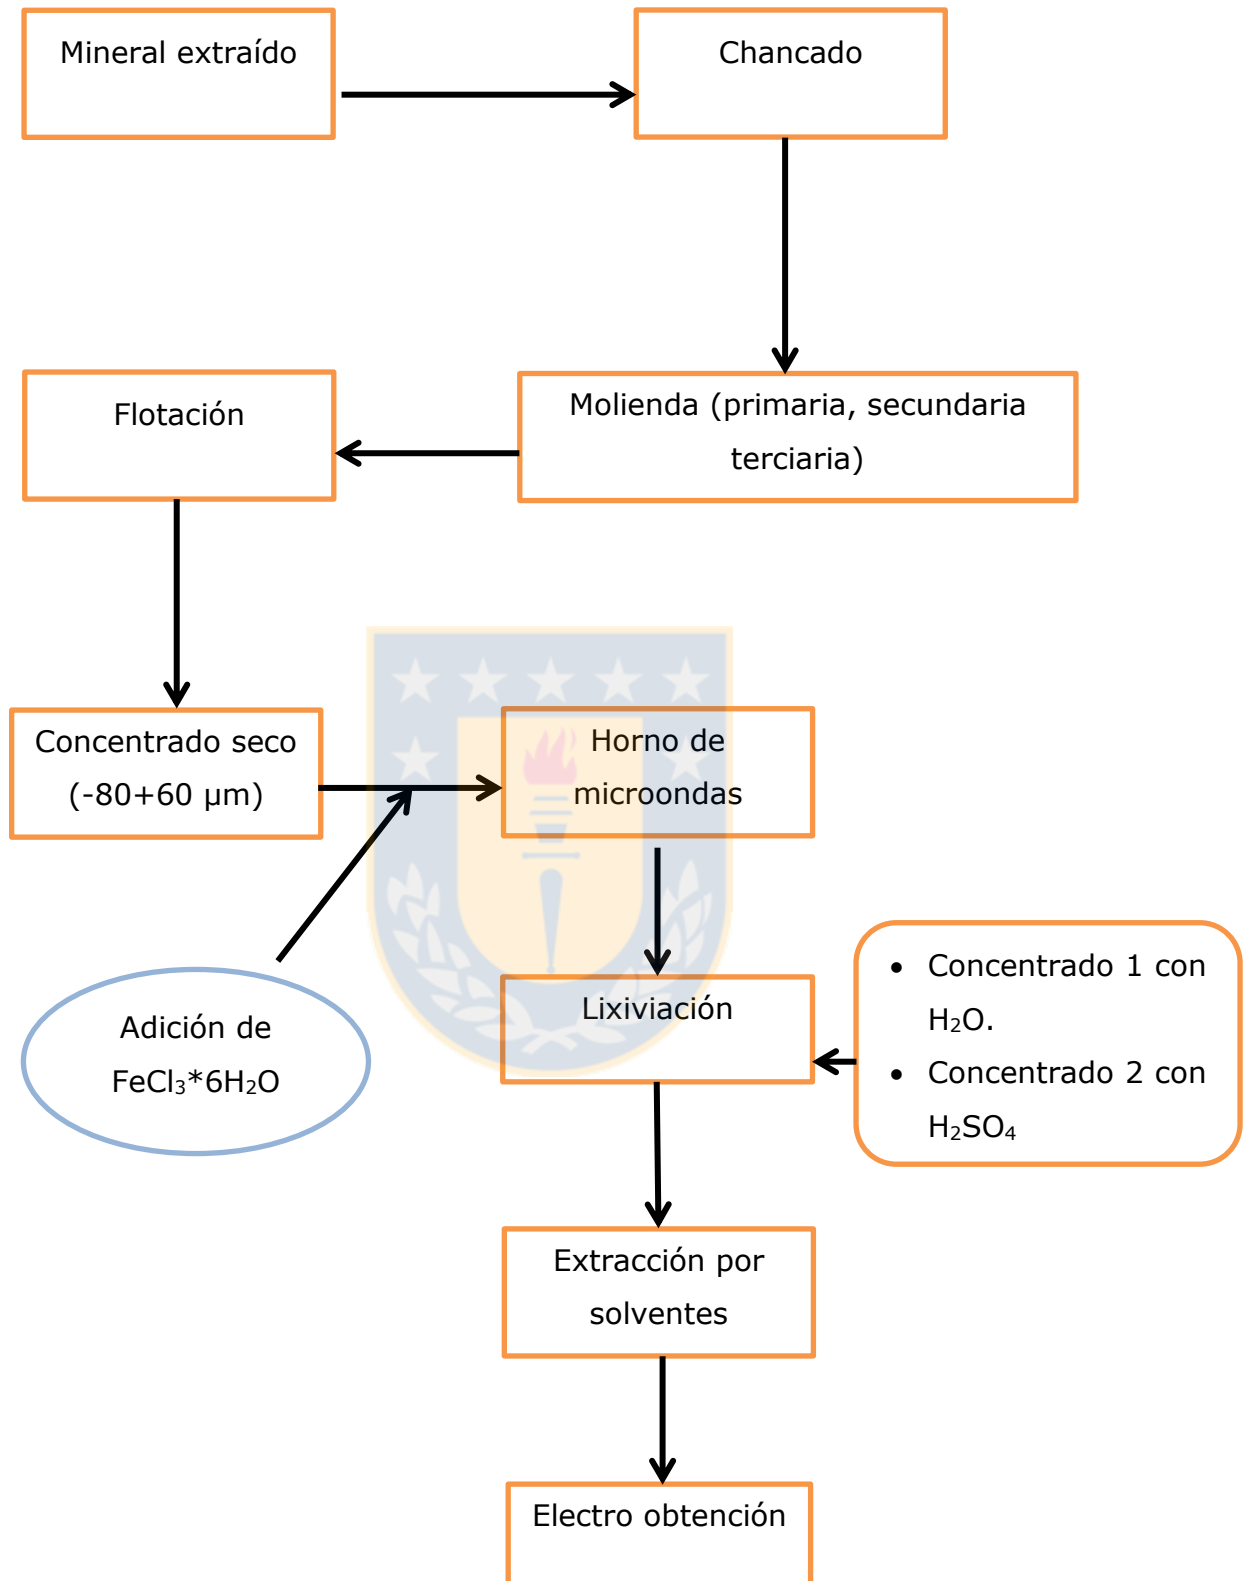 Mineral extraído
Chancado
Molienda (primaria, secundaria
terciaria)
Flotación
Concentrado seco
(-80+60 µm)
Horno de
microondas
Adición de
FeCl₃*6H₂O
Lixiviación
• Concentrado 1 con
H₂O.
• Concentrado 2 con
H₂SO₄
Extracción por
solventes
Electro obtención